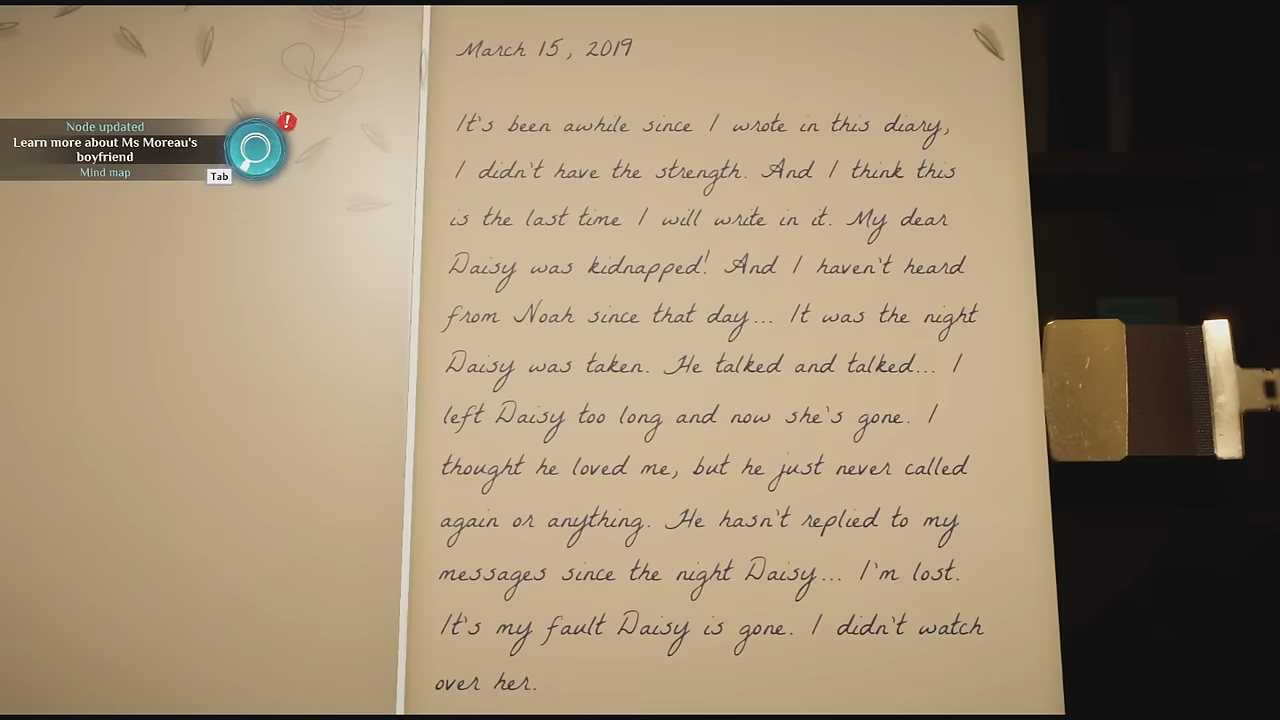 Node updated
Learn more about Ms Moreau's
boyfriend
Mind map
Tab
March 15, 2019
It's been awhile since I wrote in this diary,
I didn't have the strength. And I think this
is the last time I will write in it. My dear
Daisy was kidnapped! And I haven't heard
from Noah since that day... It was the night
Daisy was taken. He talked and talked... I
left Daisy too long and now she's gone. I
thought he loved me, but he just never called
again or anything. He hasn't replied to my
messages since the night Daisy... I'm lost.
It's my fault Daisy is gone. I didn't watch
over her.